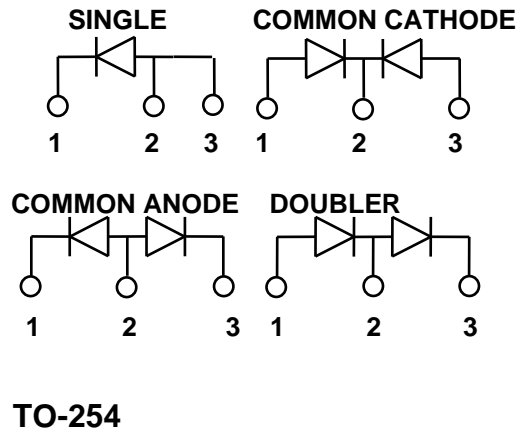 SINGLE COMMON CATHODE
1 2 3 1 2 3
COMMON ANODE DOUBLER
1 2 3 1 2 3
TO-254